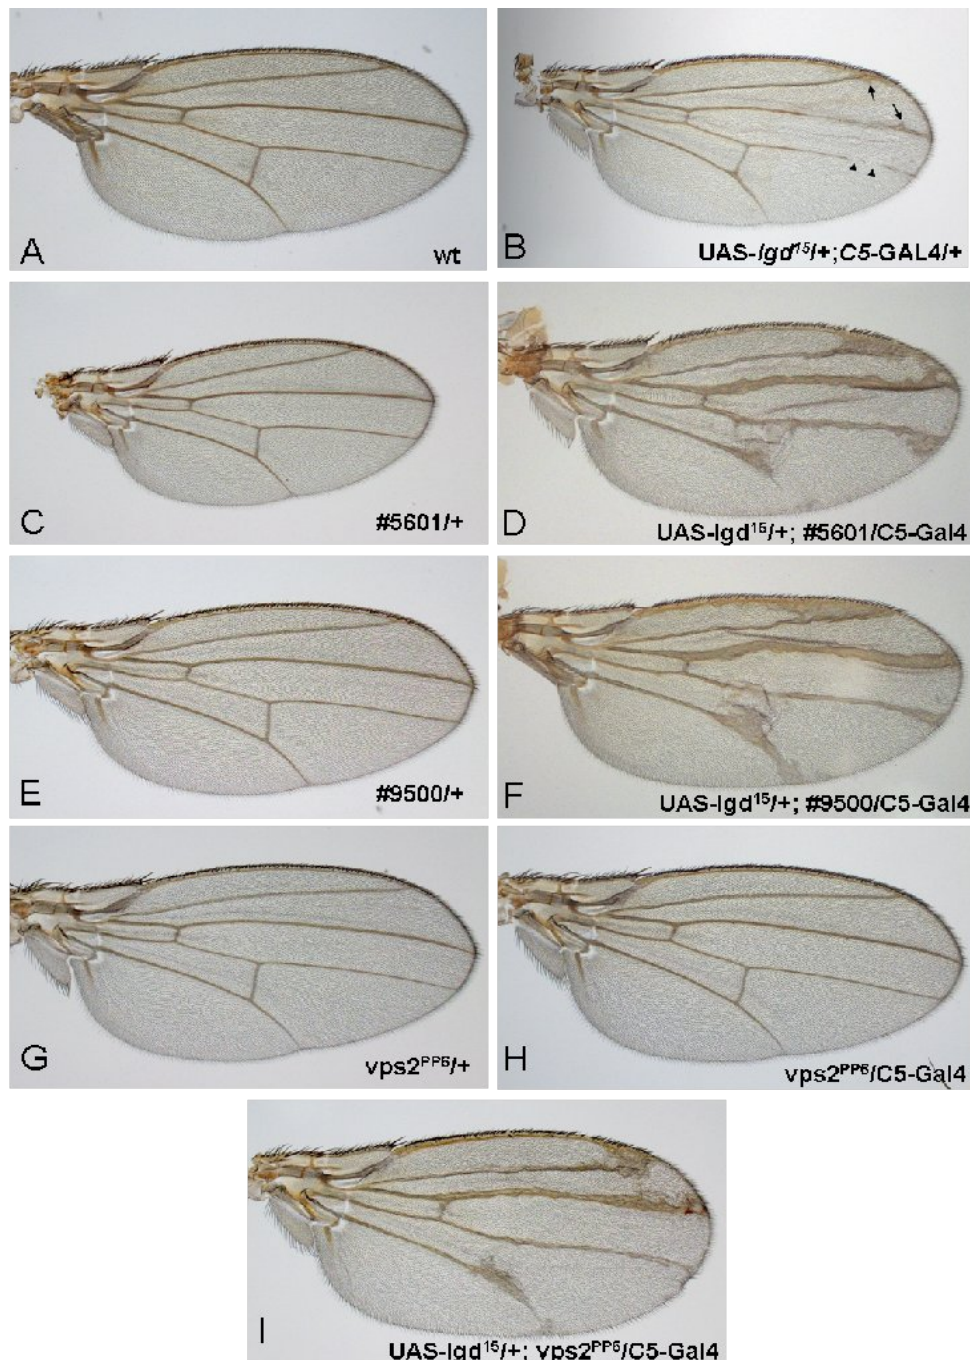 A
wt
B
UAS-lgd¹⁵/+;C5-GAL4/+
C
#5601/+
D
UAS-lgd¹⁵/+; #5601/C5-Gal4
E
#9500/+
F
UAS-lgd¹⁵/+; #9500/C5-Gal4
G
vps2ᴾᴾ⁶/+
H
vps2ᴾᴾ⁶/C5-Gal4
I
UAS-lgd¹⁵/+; vps2ᴾᴾ⁶/C5-Gal4